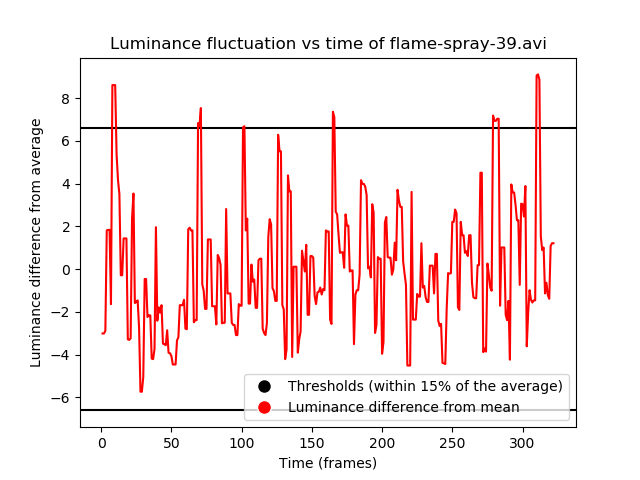 Luminance fluctuation vs time of flame-spray-39.avi
Luminance difference from average
8
6
4
2
0
−2
−4
−6
Thresholds (within 15% of the average)
Luminance difference from mean
0 50 100 150 200 250 300
Time (frames)